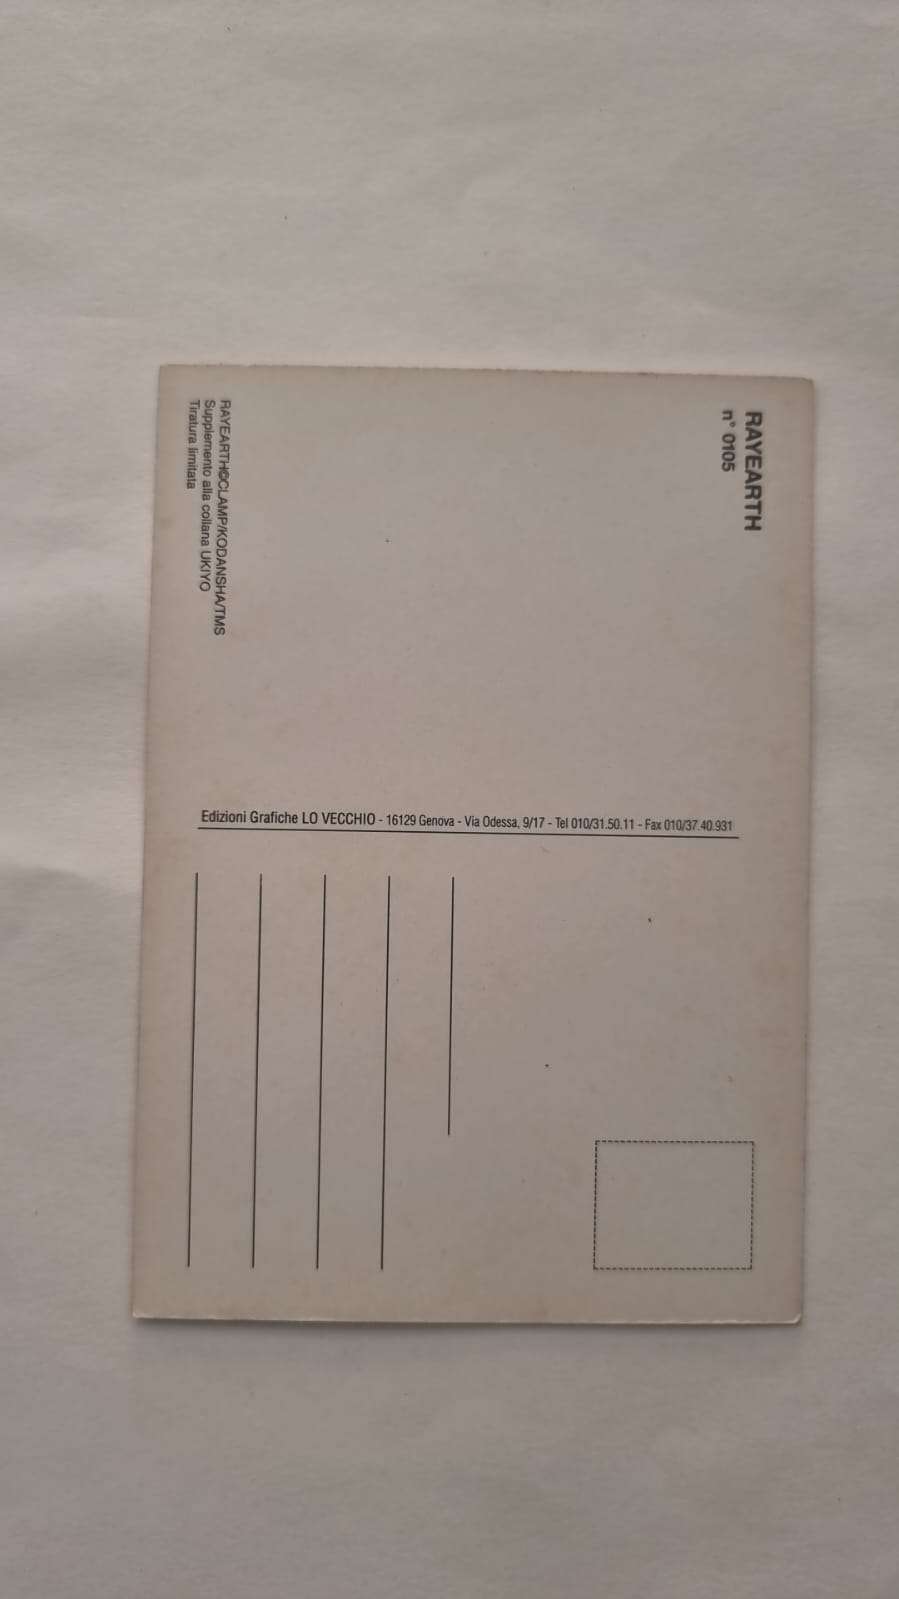 RAYEARTH
n° 0105
RAYEARTH©CLAMP/KODANSHA/TMS
Supplemento alla collana UKIYO
Tiratura limitata
Edizioni Grafiche LO VECCHIO - 16129 Genova - Via Odessa, 9/17 - Tel 010/31.50.11 - Fax 010/37.40.931